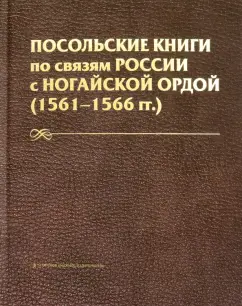 ПОСОЛЬСКИЕ КНИГИ
по связям РОССИИ
с НОГАЙСКОЙ ОРДОЙ
(1561–1566 гг.)